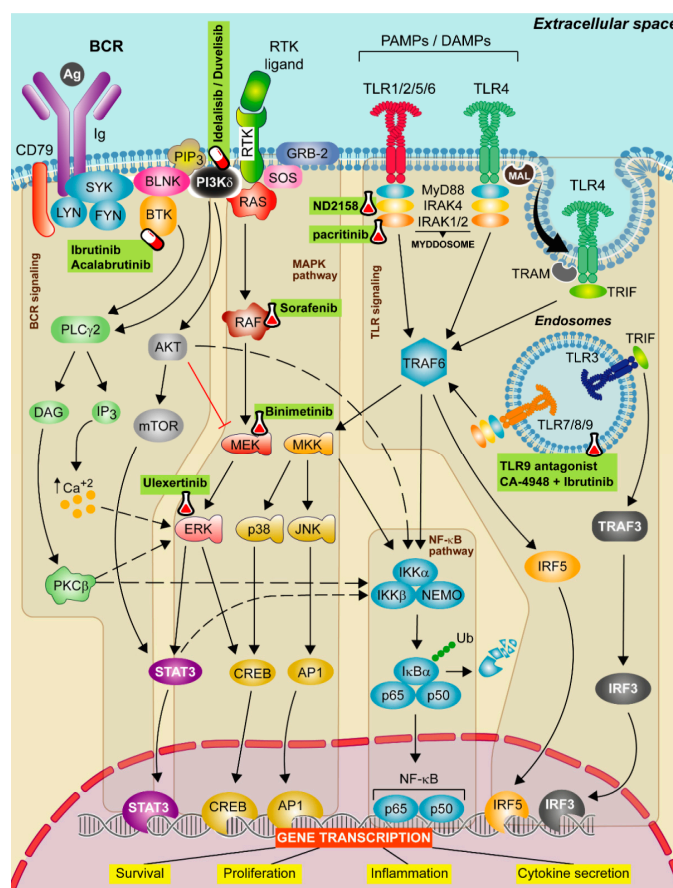 Extracellular space
BCR
RTK
ligand
PAMPs / DAMPs
Ag
Idelalisib / Duvelisib
TLR1/2/5/6
TLR4
Ig
CD79
RTK
GRB-2
PIP3
SOS
MAL
SYK
BLNK
PI3Kδ
MyD88
TLR4
LYN
FYN
BTK
RAS
ND2158
IRAK4
IRAK1/2
pacritinib
MYDDOSOME
Ibrutinib
Acalabrutinib
MAPK
pathway
TRAM
TRIF
BCR signaling
TLR signaling
RAF
Sorafenib
Endosomes
PLCγ2
AKT
TRAF6
TLR3
TRIF
DAG
IP3
mTOR
Binimetinib
TLR7/8/9
MEK
MKK
TLR9 antagonist
CA-4948 + Ibrutinib
↑ Ca+2
Ulexertinib
ERK
p38
JNK
NF-κB
pathway
TRAF3
PKCβ
IKKα
IKKβ
NEMO
IRF5
Ub
STAT3
CREB
AP1
IκBα
p65
p50
IRF3
NF-κB
STAT3
CREB
AP1
p65
p50
IRF5
IRF3
GENE TRANSCRIPTION
Survival
Proliferation
Inflammation
Cytokine secretion